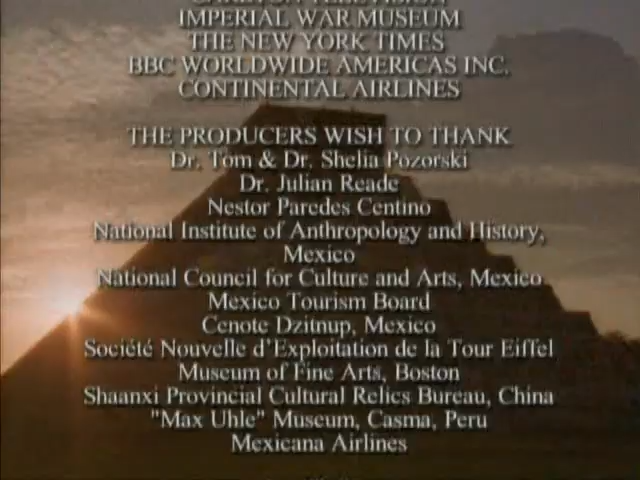 CARLTON TELEVISION
IMPERIAL WAR MUSEUM
THE NEW YORK TIMES
BBC WORLDWIDE AMERICAS INC.
CONTINENTAL AIRLINES
THE PRODUCERS WISH TO THANK
Dr. Tom & Dr. Shelia Pozorski
Dr. Julian Reade
Nestor Paredes Centino
National Institute of Anthropology and History,
Mexico
National Council for Culture and Arts, Mexico
Mexico Tourism Board
Cenote Dzitnup, Mexico
Société Nouvelle d'Exploitation de la Tour Eiffel
Museum of Fine Arts, Boston
Shaanxi Provincial Cultural Relics Bureau, China
"Max Uhle" Museum, Casma, Peru
Mexicana Airlines